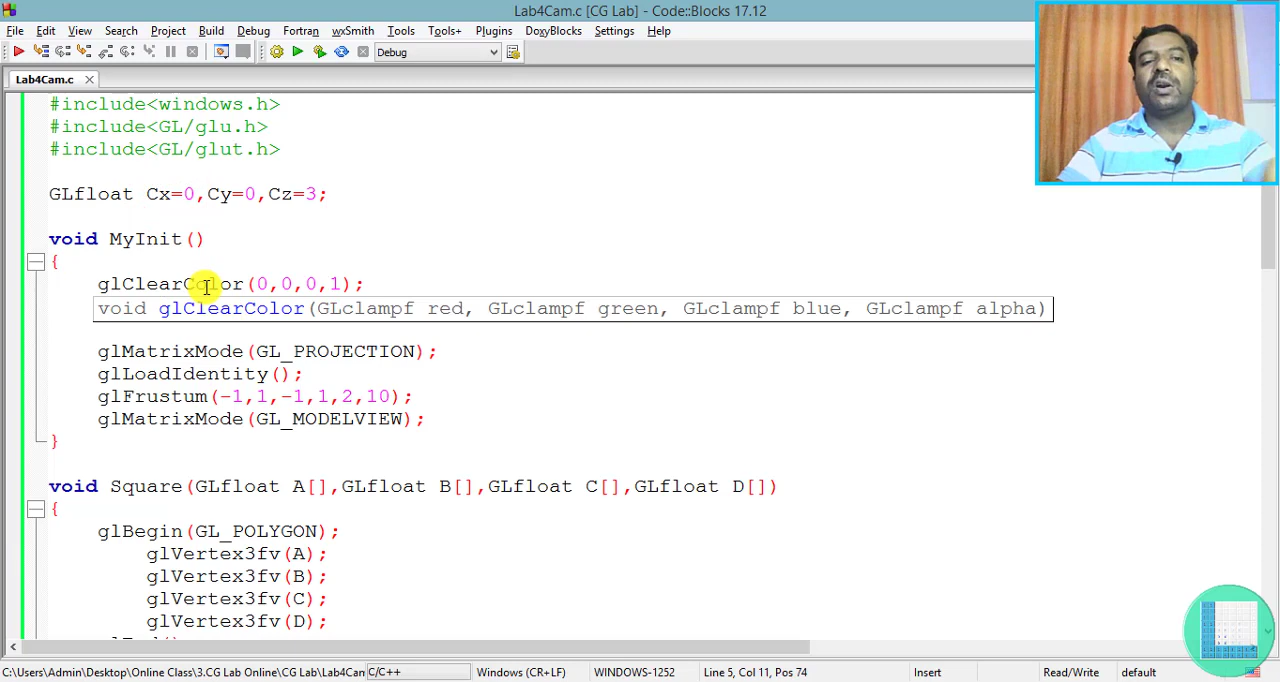 Lab4Cam.c [CG Lab] - Code::Blocks 17.12
File Edit View Search Project Build Debug Fortran wxSmith Tools Tools+ Plugins DoxyBlocks Settings Help
Debug
Lab4Cam.c
#include<windows.h>
#include<GL/glu.h>
#include<GL/glut.h>
GLfloat Cx=0,Cy=0,Cz=3;
void MyInit()
{
glClearColor(0,0,0,1);
void glClearColor(GLclampf red, GLclampf green, GLclampf blue, GLclampf alpha)
glMatrixMode(GL_PROJECTION);
glLoadIdentity();
glFrustum(-1,1,-1,1,2,10);
glMatrixMode(GL_MODELVIEW);
}
void Square(GLfloat A[],GLfloat B[],GLfloat C[],GLfloat D[])
{
glBegin(GL_POLYGON);
glVertex3fv(A);
glVertex3fv(B);
glVertex3fv(C);
glVertex3fv(D);
C:\Users\Admin\Desktop\Online Class\3.CG Lab Online\CG Lab\Lab4Cam C/C++ Windows (CR+LF) WINDOWS-1252 Line 5, Col 11, Pos 74 Insert Read/Write default